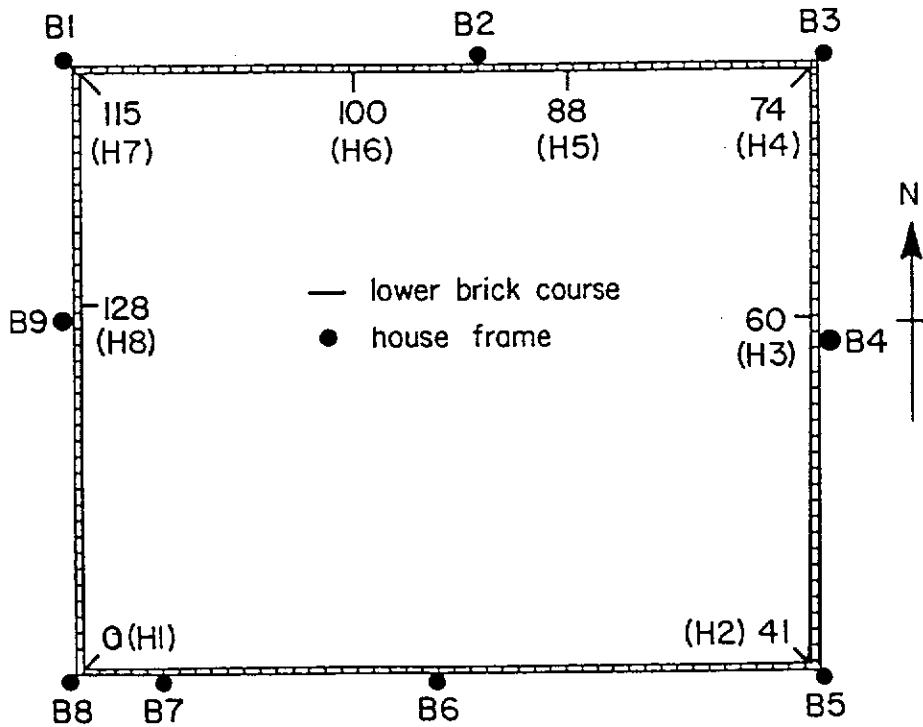 B1 B2 B3
115 100 88 74
(H7) (H6) (H5) (H4)
N
— lower brick course
B9 128 60
● house frame
(H8) (H3) B4
0(H1) (H2) 41
B8 B7 B6 B5